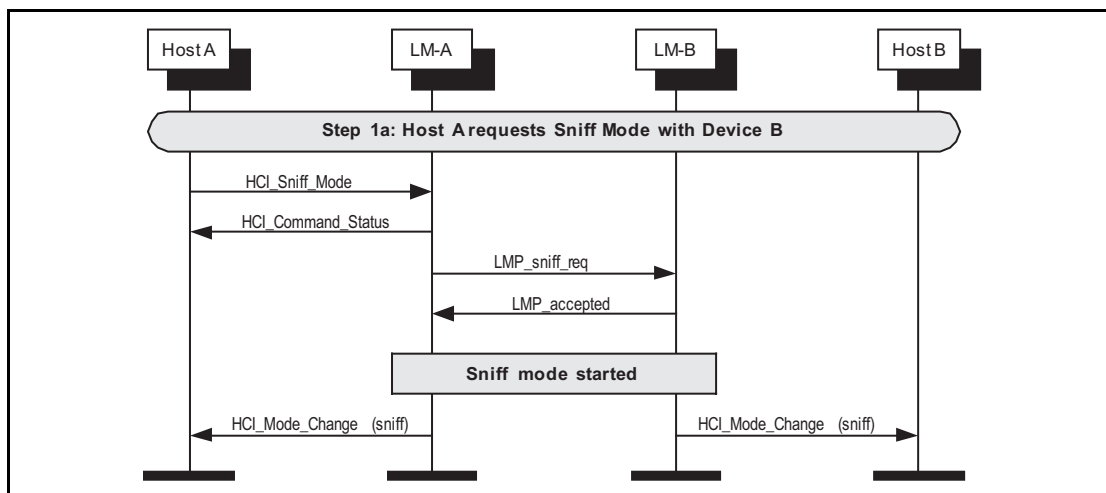 Host A
LM-A
LM-B
Host B
Step 1a: Host A requests Sniff Mode with Device B
HCI_Sniff_Mode
HCI_Command_Status
LMP_sniff_req
LMP_accepted
Sniff mode started
HCI_Mode_Change (sniff)
HCI_Mode_Change (sniff)